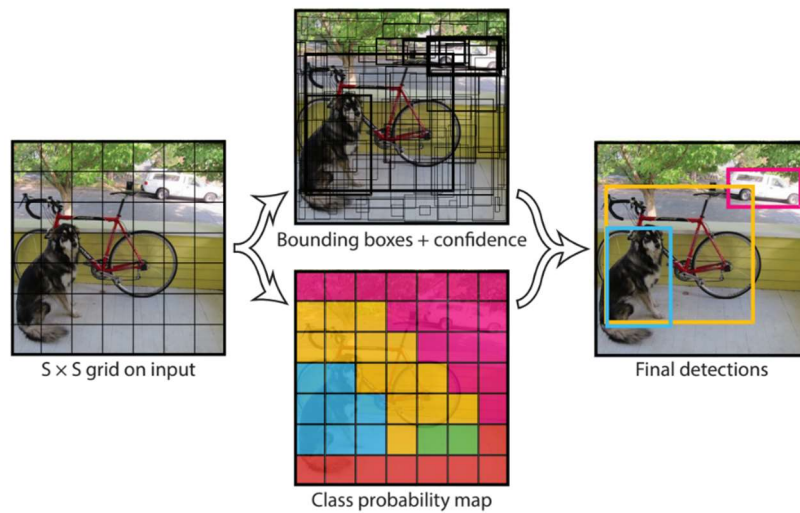 Bounding boxes + confidence
S × S grid on input
Final detections
Class probability map